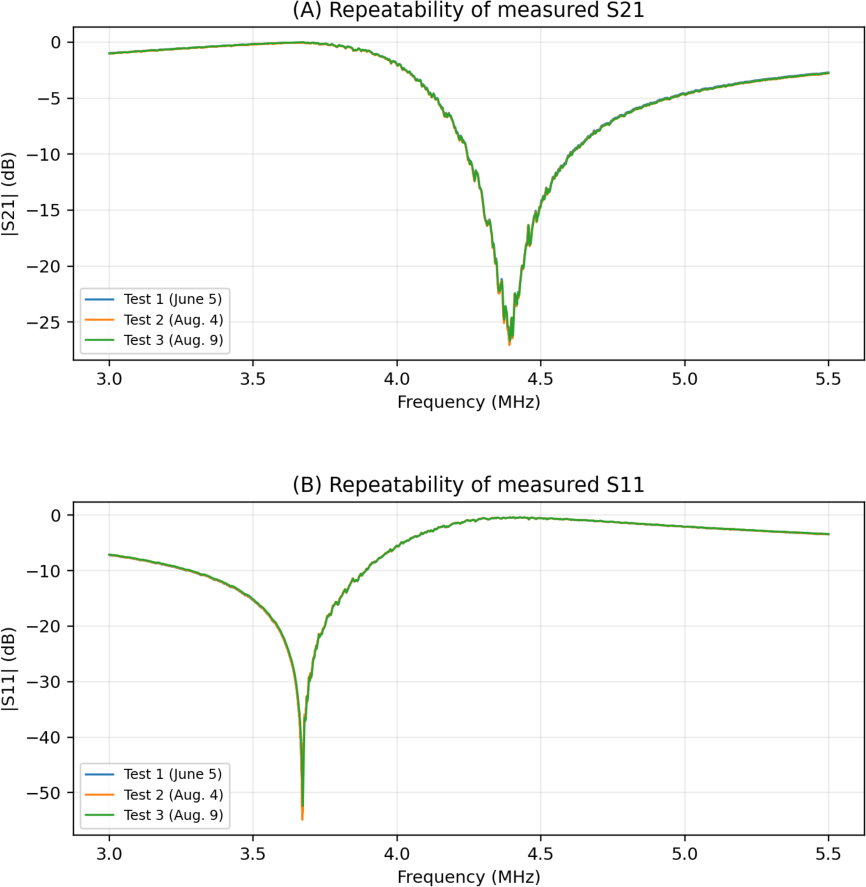 (A) Repeatability of measured S21
0
−5
−10
−15
−20
−25
|S21| (dB)
Test 1 (June 5)
Test 2 (Aug. 4)
Test 3 (Aug. 9)
3.0 3.5 4.0 4.5 5.0 5.5
Frequency (MHz)
(B) Repeatability of measured S11
0
−10
−20
−30
−40
−50
|S11| (dB)
Test 1 (June 5)
Test 2 (Aug. 4)
Test 3 (Aug. 9)
3.0 3.5 4.0 4.5 5.0 5.5
Frequency (MHz)